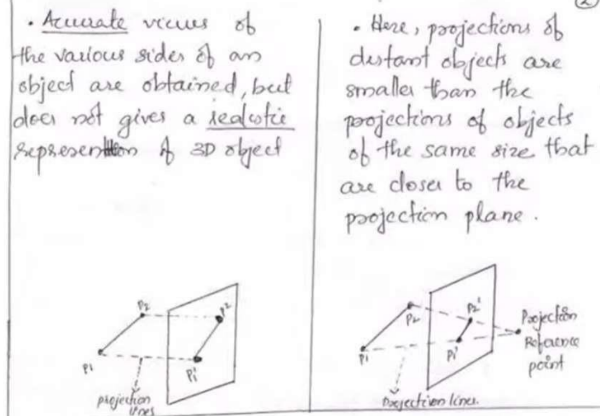 2
• Accurate views of
the various sides of an
object are obtained, but
does not gives a realistic
represention of 3D object
P2
P2'
P1
P1'
projection
lines
• Here, projections of
distant objects are
smaller than the
projections of objects
of the same size that
are closer to the
projection plane.
P2
P2'
P1
P1'
Projection
Reference
point
projection lines.